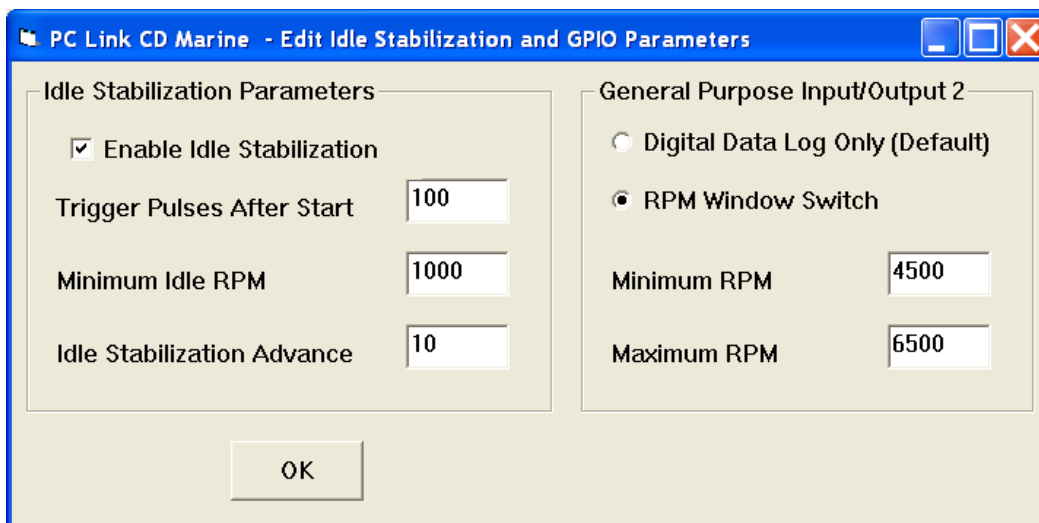 PC Link CD Marine - Edit Idle Stabilization and GPIO Parameters
Idle Stabilization Parameters
Enable Idle Stabilization
Trigger Pulses After Start 100
Minimum Idle RPM 1000
Idle Stabilization Advance 10
General Purpose Input/Output 2
Digital Data Log Only (Default)
RPM Window Switch
Minimum RPM 4500
Maximum RPM 6500
OK